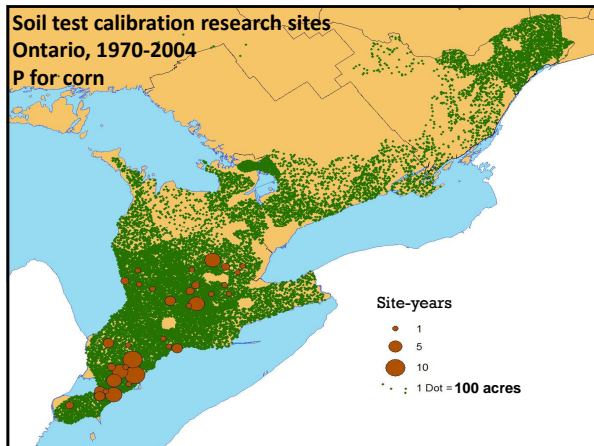 Soil test calibration research sites
Ontario, 1970-2004
P for corn
Site-years
1
5
10
1 Dot = 100 acres